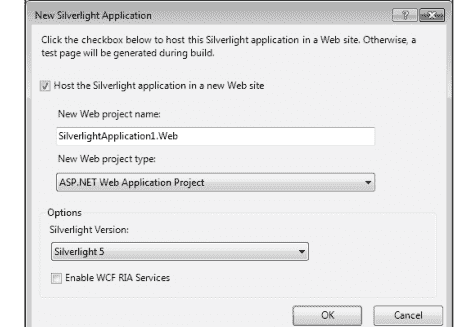 New Silverlight Application
Click the checkbox below to host this Silverlight application in a Web site. Otherwise, a
test page will be generated during build.
Host the Silverlight application in a new Web site
New Web project name:
SilverlightApplication1.Web
New Web project type:
ASP.NET Web Application Project
Options
Silverlight Version:
Silverlight 5
Enable WCF RIA Services
OK Cancel